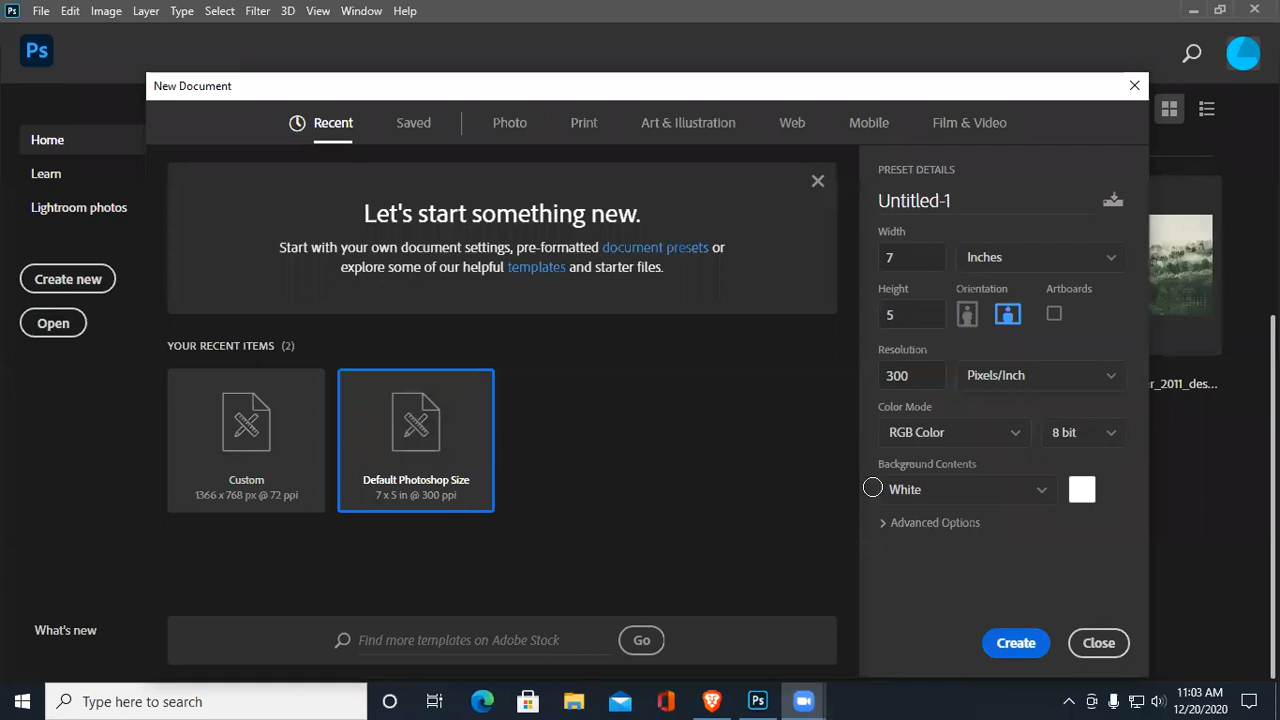 Ps File Edit Image Layer Type Select Filter 3D View Window Help
Ps
New Document
Recent Saved Photo Print Art & Illustration Web Mobile Film & Video
Home
Learn
Lightroom photos
Create new
Open
What's new
Let's start something new.
Start with your own document settings, pre-formatted document presets or
explore some of our helpful templates and starter files.
YOUR RECENT ITEMS (2)
Custom
1366 x 768 px @ 72 ppi
Default Photoshop Size
7 x 5 in @ 300 ppi
Find more templates on Adobe Stock Go
PRESET DETAILS
Untitled-1
Width
7 Inches
Height Orientation Artboards
5
Resolution
300 Pixels/Inch
Color Mode
RGB Color 8 bit
Background Contents
White
Advanced Options
Create Close
r_2011_des...
Type here to search
Ps
11:03 AM
12/20/2020